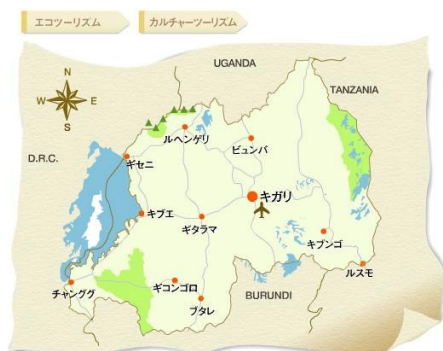 エコツーリズム
カルチャーツーリズム
UGANDA
TANZANIA
N
W E
S
D.R.C.
ルヘンゲリ
ビュンバ
ギセニ
キガリ
キブエ
ギタラマ
キブンゴ
ルスモ
チャングク
ギコンゴロ
ブタレ
BURUNDI